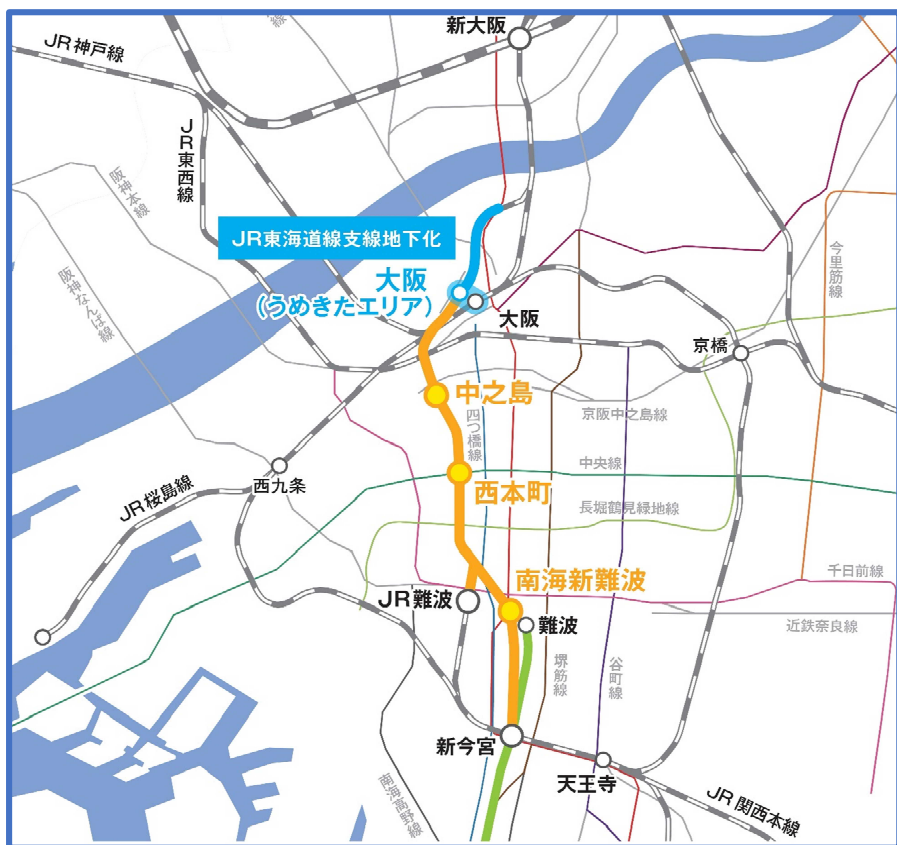 新大阪
JR神戸線
JR東西線
阪神本線
阪神なんば線
JR東海道線支線地下化
今里筋線
大阪
(うめきたエリア)
大阪
京橋
中之島
四つ橋線
京阪中之島線
中央線
西九条
西本町
JR桜島線
長堀鶴見緑地線
千日前線
南海新難波
JR難波
難波
近鉄奈良線
堺筋線
谷町線
新今宮
天王寺
南海高野線
JR関西本線